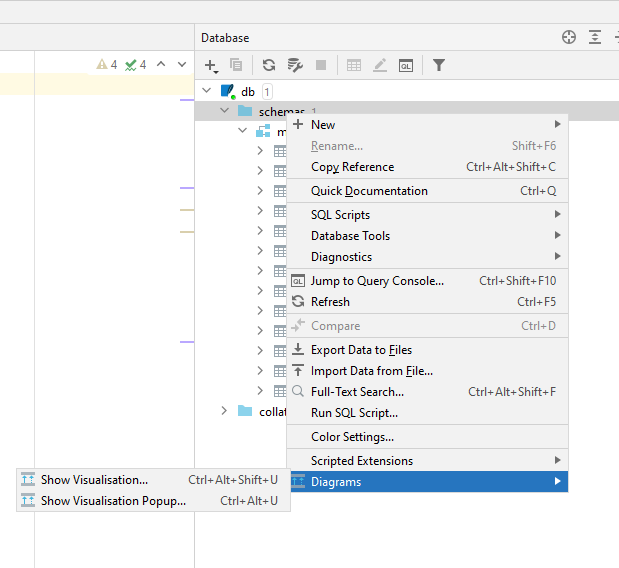 Database
4 4
db 1
schemas 1
m
collat
New
Rename... Shift+F6
Copy Reference Ctrl+Alt+Shift+C
Quick Documentation Ctrl+Q
SQL Scripts
Database Tools
Diagnostics
QL Jump to Query Console... Ctrl+Shift+F10
Refresh Ctrl+F5
Compare Ctrl+D
Export Data to Files
Import Data from File...
Full-Text Search... Ctrl+Alt+Shift+F
Run SQL Script...
Color Settings...
Scripted Extensions
Diagrams
Show Visualisation... Ctrl+Alt+Shift+U
Show Visualisation Popup... Ctrl+Alt+U
QL